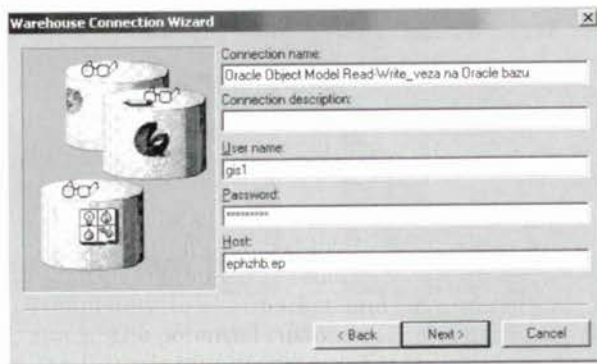 Warehouse Connection Wizard
Connection name:
Oracle Object Model Read-Write_veza na Oracle bazu
Connection description:
User name:
gis1
Password:
*********
Host:
ephzhb.ep
< Back Next > Cancel